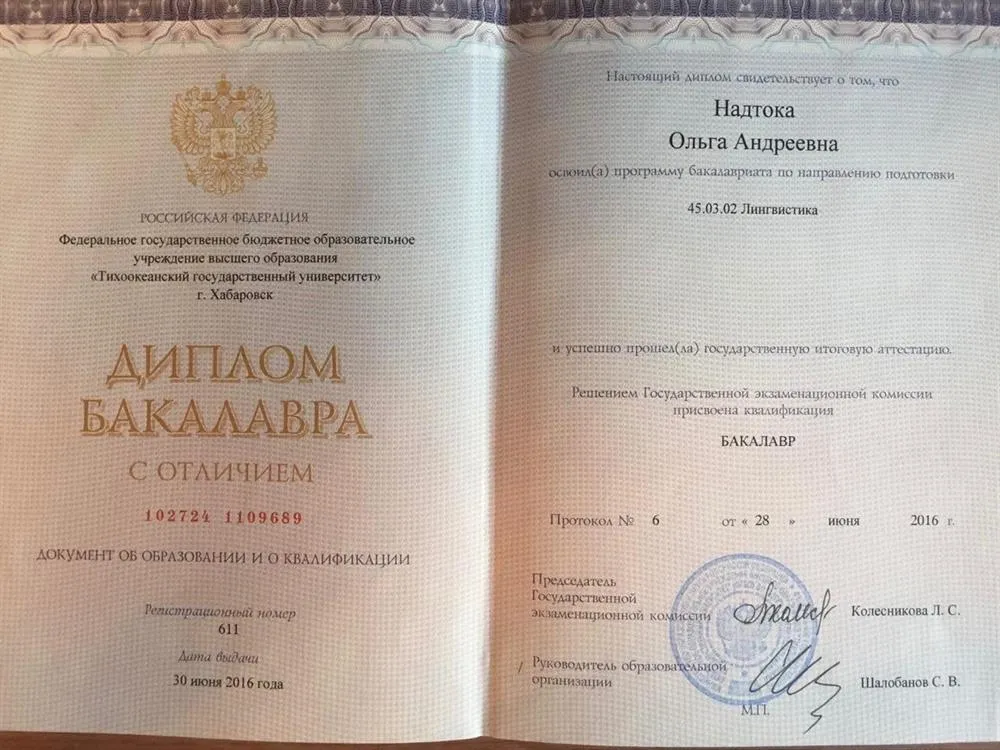 РОССИЙСКАЯ ФЕДЕРАЦИЯ
Федеральное государственное бюджетное образовательное
учреждение высшего образования
«Тихоокеанский государственный университет»
г. Хабаровск
ДИПЛОМ
БАКАЛАВРА
С ОТЛИЧИЕМ
102724 1109689
ДОКУМЕНТ ОБ ОБРАЗОВАНИИ И О КВАЛИФИКАЦИИ
Регистрационный номер
611
Дата выдачи
30 июня 2016 года
Настоящий диплом свидетельствует о том, что
Надтока
Ольга Андреевна
освоил(а) программу бакалавриата по направлению подготовки
45.03.02 Лингвистика
и успешно прошел(ла) государственную итоговую аттестацию.
Решением Государственной экзаменационной комиссии
присвоена квалификация
БАКАЛАВР
Протокол № 6 от « 28 » июня 2016 г.
Председатель
Государственной
экзаменационной комиссии Колесникова Л. С.
Руководитель образовательной
организации Шалобанов С. В.
М.П.